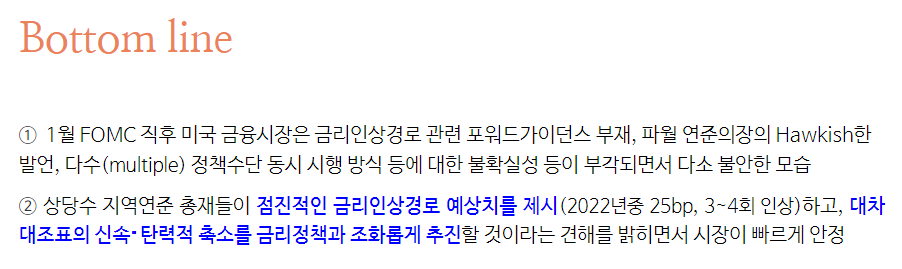 Bottom line
① 1월 FOMC 직후 미국 금융시장은 금리인상경로 관련 포워드가이던스 부재, 파월 연준의장의 Hawkish한
발언, 다수(multiple) 정책수단 동시 시행 방식 등에 대한 불확실성 등이 부각되면서 다소 불안한 모습
② 상당수 지역연준 총재들이 점진적인 금리인상경로 예상치를 제시(2022년중 25bp, 3~4회 인상)하고, 대차
대조표의 신속·탄력적 축소를 금리정책과 조화롭게 추진할 것이라는 견해를 밝히면서 시장이 빠르게 안정